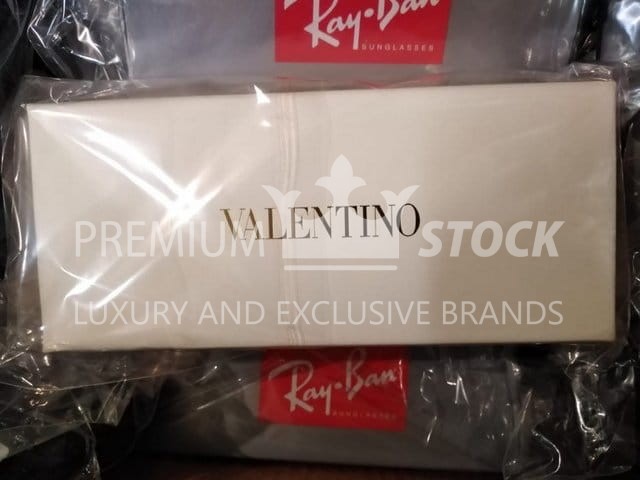 Ray-Ban
SUNGLASSES
VALENTINO
PREMIUM STOCK
LUXURY AND EXCLUSIVE BRANDS
Ray-Ban
SUNGLASSES